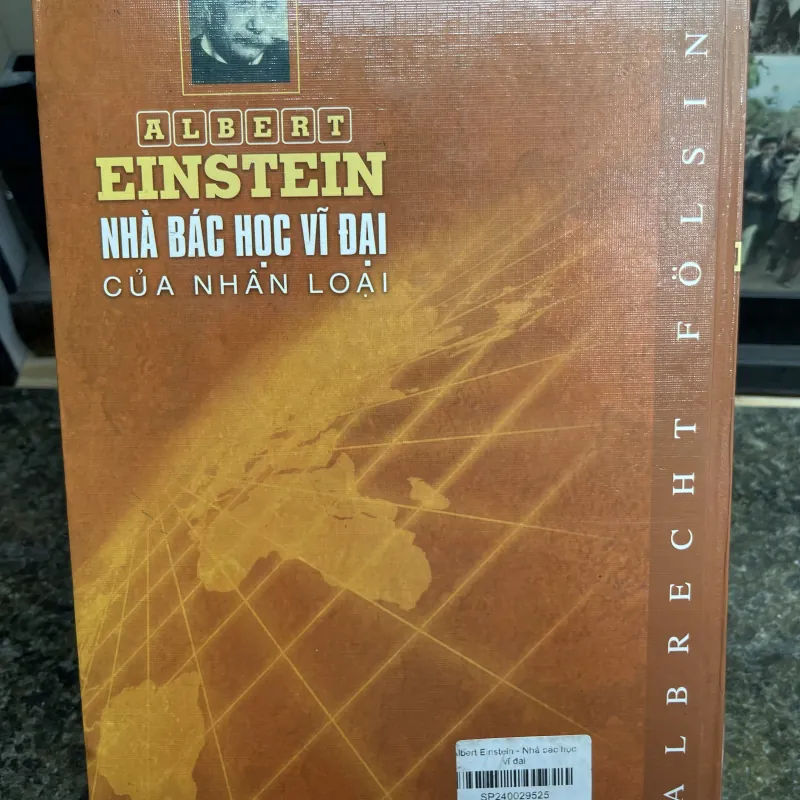 ALBERT
EINSTEIN
NHÀ BÁC HỌC VĨ ĐẠI
CỦA NHÂN LOẠI
ALBRECHT FÖLSIN
lbert Einstein - Nhà bác học
vĩ đại
SP240029525